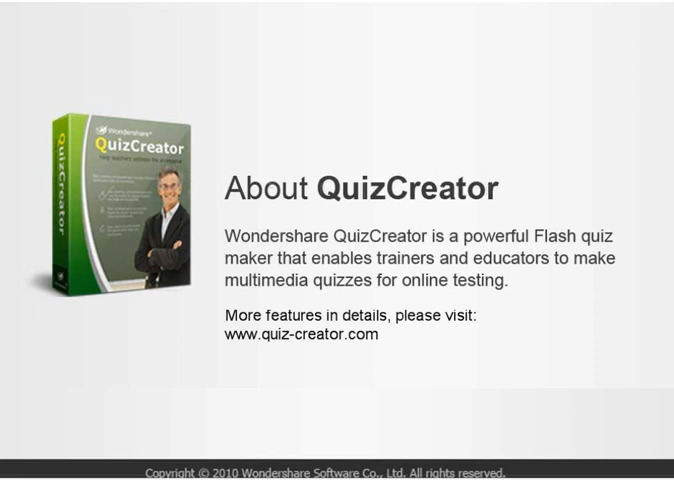 Wondershare
QuizCreator
QuizCreator
About QuizCreator
Wondershare QuizCreator is a powerful Flash quiz
maker that enables trainers and educators to make
multimedia quizzes for online testing.
More features in details, please visit:
www.quiz-creator.com
Copyright © 2010 Wondershare Software Co., Ltd. All rights reserved.